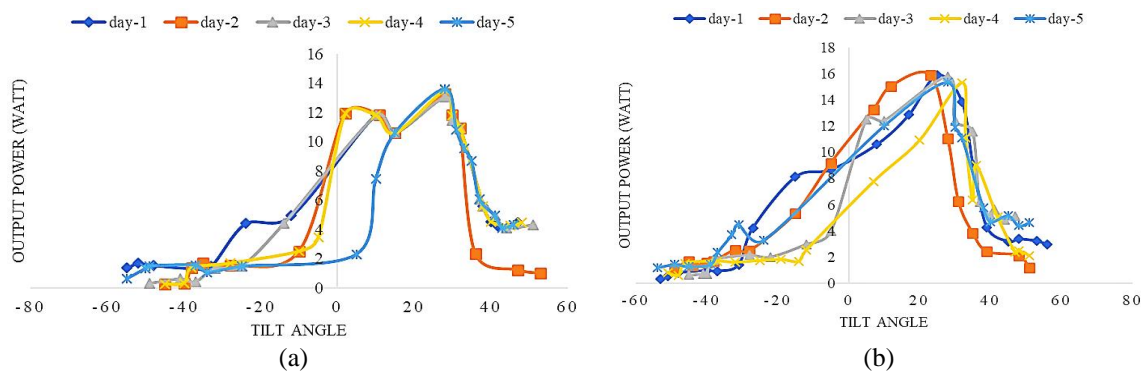 day-1 day-2 day-3 day-4 day-5
OUTPUT POWER (WATT)
16
14
12
10
8
6
4
2
0
-80 -60 -40 -20 0 20 40 60
TILT ANGLE
(a)
day-1 day-2 day-3 day-4 day-5
OUTPUT POWER (WATT)
18
16
14
12
10
8
6
4
2
0
-60 -40 -20 0 20 40 60 80
TILT ANGLE
(b)